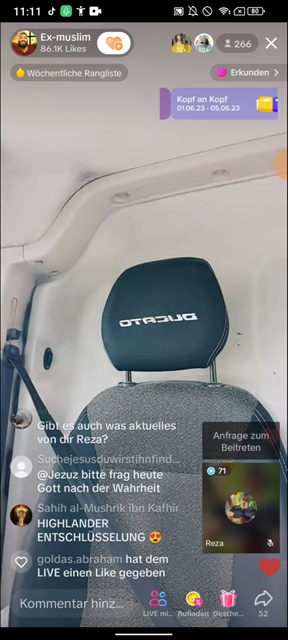 11:11
80
Ex-muslim
86.1K Likes
10+
266
Wöchentliche Rangliste
Erkunden >
Kopf an Kopf
01.06.23 - 05.06.23
DUCATO
Gibt es auch was aktuelles
von dir Reza?
Suchejesusduwirstihnfind...
@Jezuz bitte frag heute
Gott nach der Wahrheit
Sahih al-Mushrik ibn Kafhir
HIGHLANDER
ENTSCHLÜSSELUNG 😍
goldas.abraham hat dem
LIVE einen Like gegeben
Anfrage zum
Beitreten
71
Reza
Kommentar hinz...
LIVE mi...
Aufladen
Gesche...
52